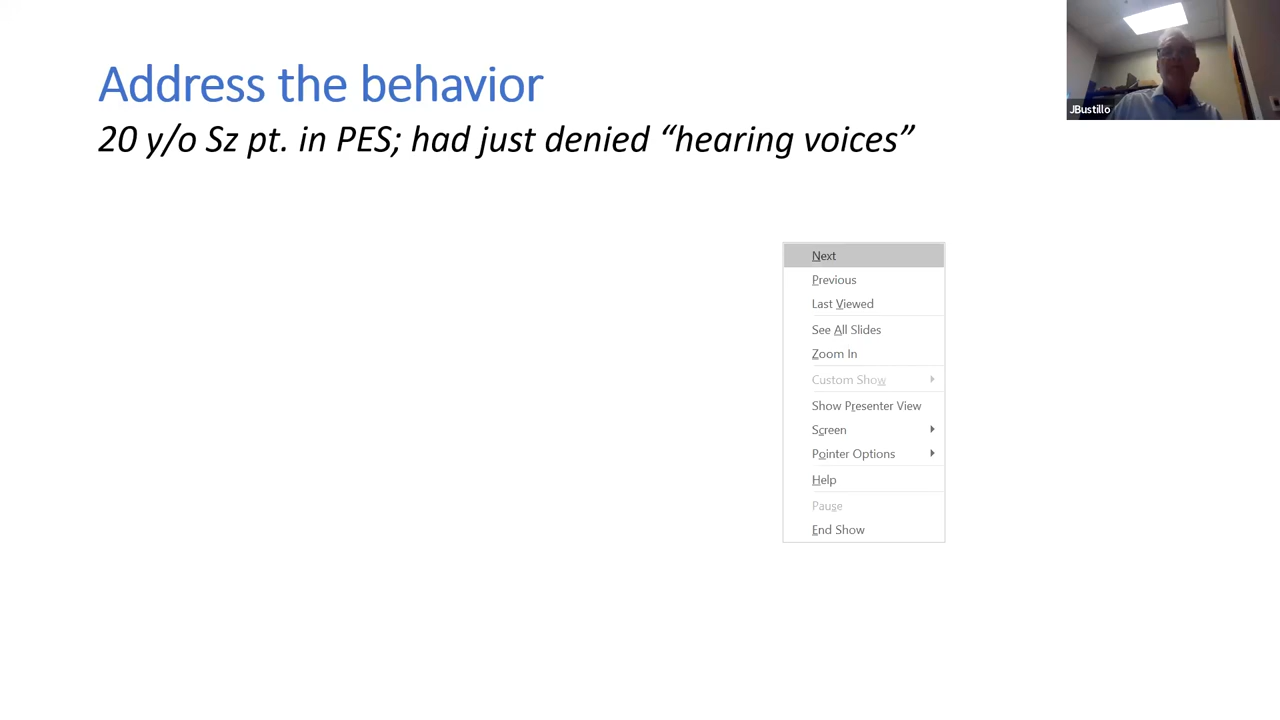 Address the behavior
20 y/o Sz pt. in PES; had just denied “hearing voices”
JBustillo
Next
Previous
Last Viewed
See All Slides
Zoom In
Custom Show
Show Presenter View
Screen
Pointer Options
Help
Pause
End Show